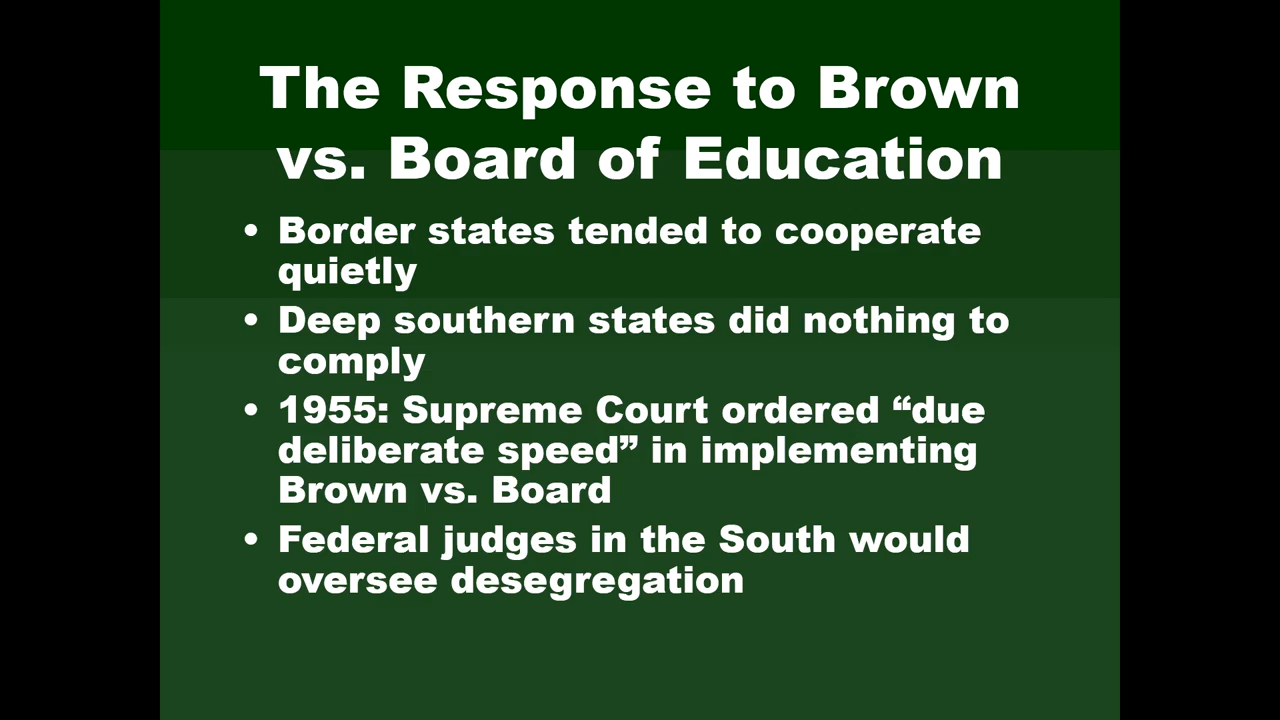 The Response to Brown
vs. Board of Education
• Border states tended to cooperate
quietly
• Deep southern states did nothing to
comply
• 1955: Supreme Court ordered “due
deliberate speed” in implementing
Brown vs. Board
• Federal judges in the South would
oversee desegregation